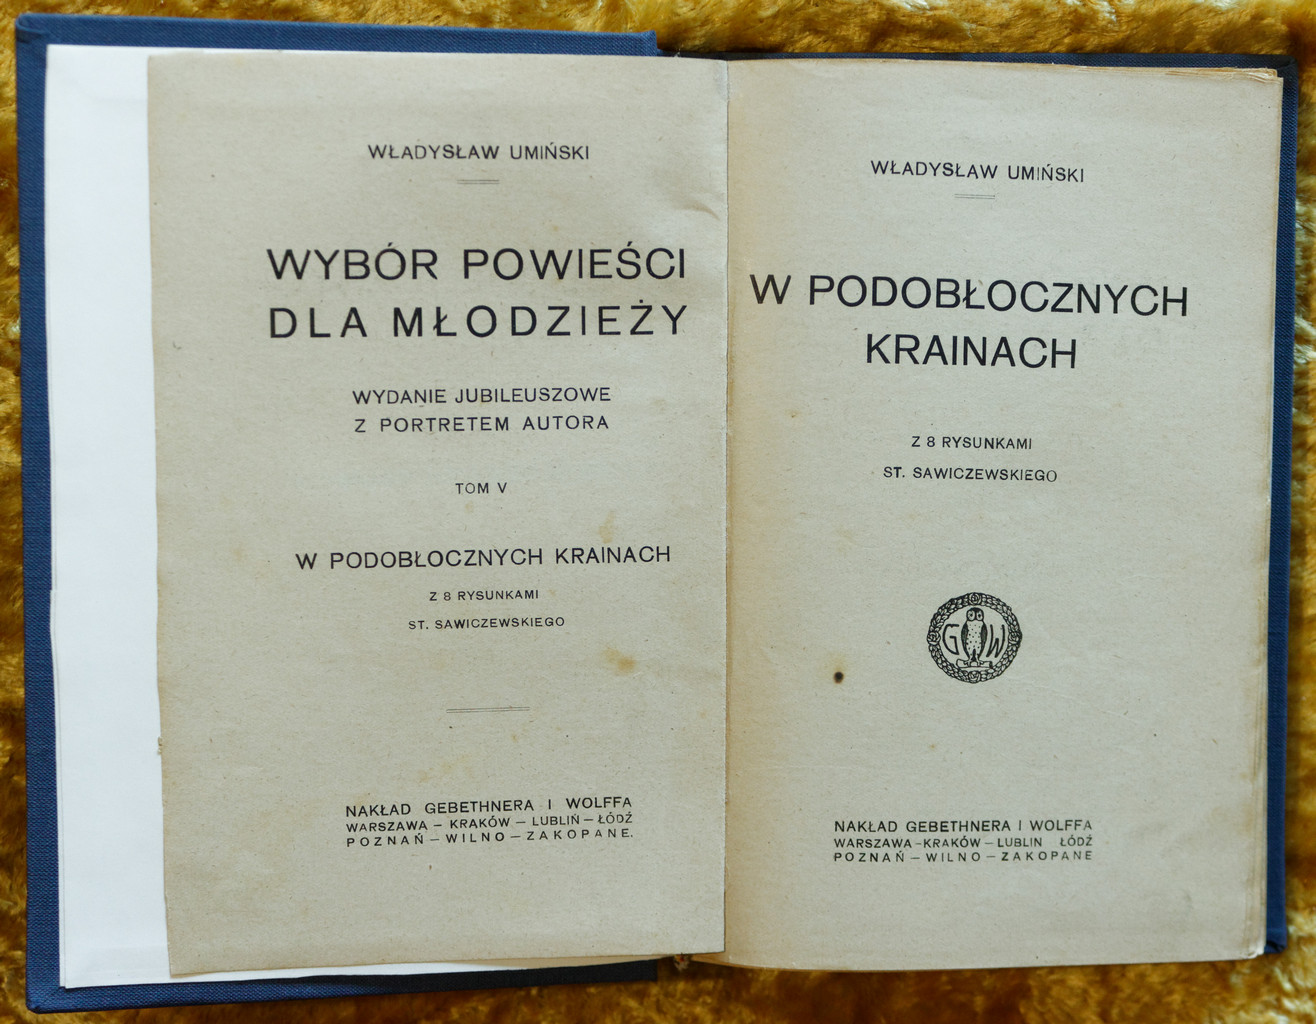 WŁADYSŁAW UMIŃSKI
WYBÓR POWIEŚCI
DLA MŁODZIEŻY
WYDANIE JUBILEUSZOWE
Z PORTRETEM AUTORA
TOM V
W PODOBŁOCZNYCH KRAINACH
Z 8 RYSUNKAMI
ST. SAWICZEWSKIEGO
NAKŁAD GEBETHNERA I WOLFFA
WARSZAWA – KRAKÓW – LUBLIŃ – ŁÓDŹ
POZNAŃ – WILNO – ZAKOPANE.
WŁADYSŁAW UMIŃSKI
W PODOBŁOCZNYCH
KRAINACH
Z 8 RYSUNKAMI
ST. SAWICZEWSKIEGO
G W
NAKŁAD GEBETHNERA I WOLFFA
WARSZAWA – KRAKÓW – LUBLIN ŁÓDŹ
POZNAŃ – WILNO – ZAKOPANE